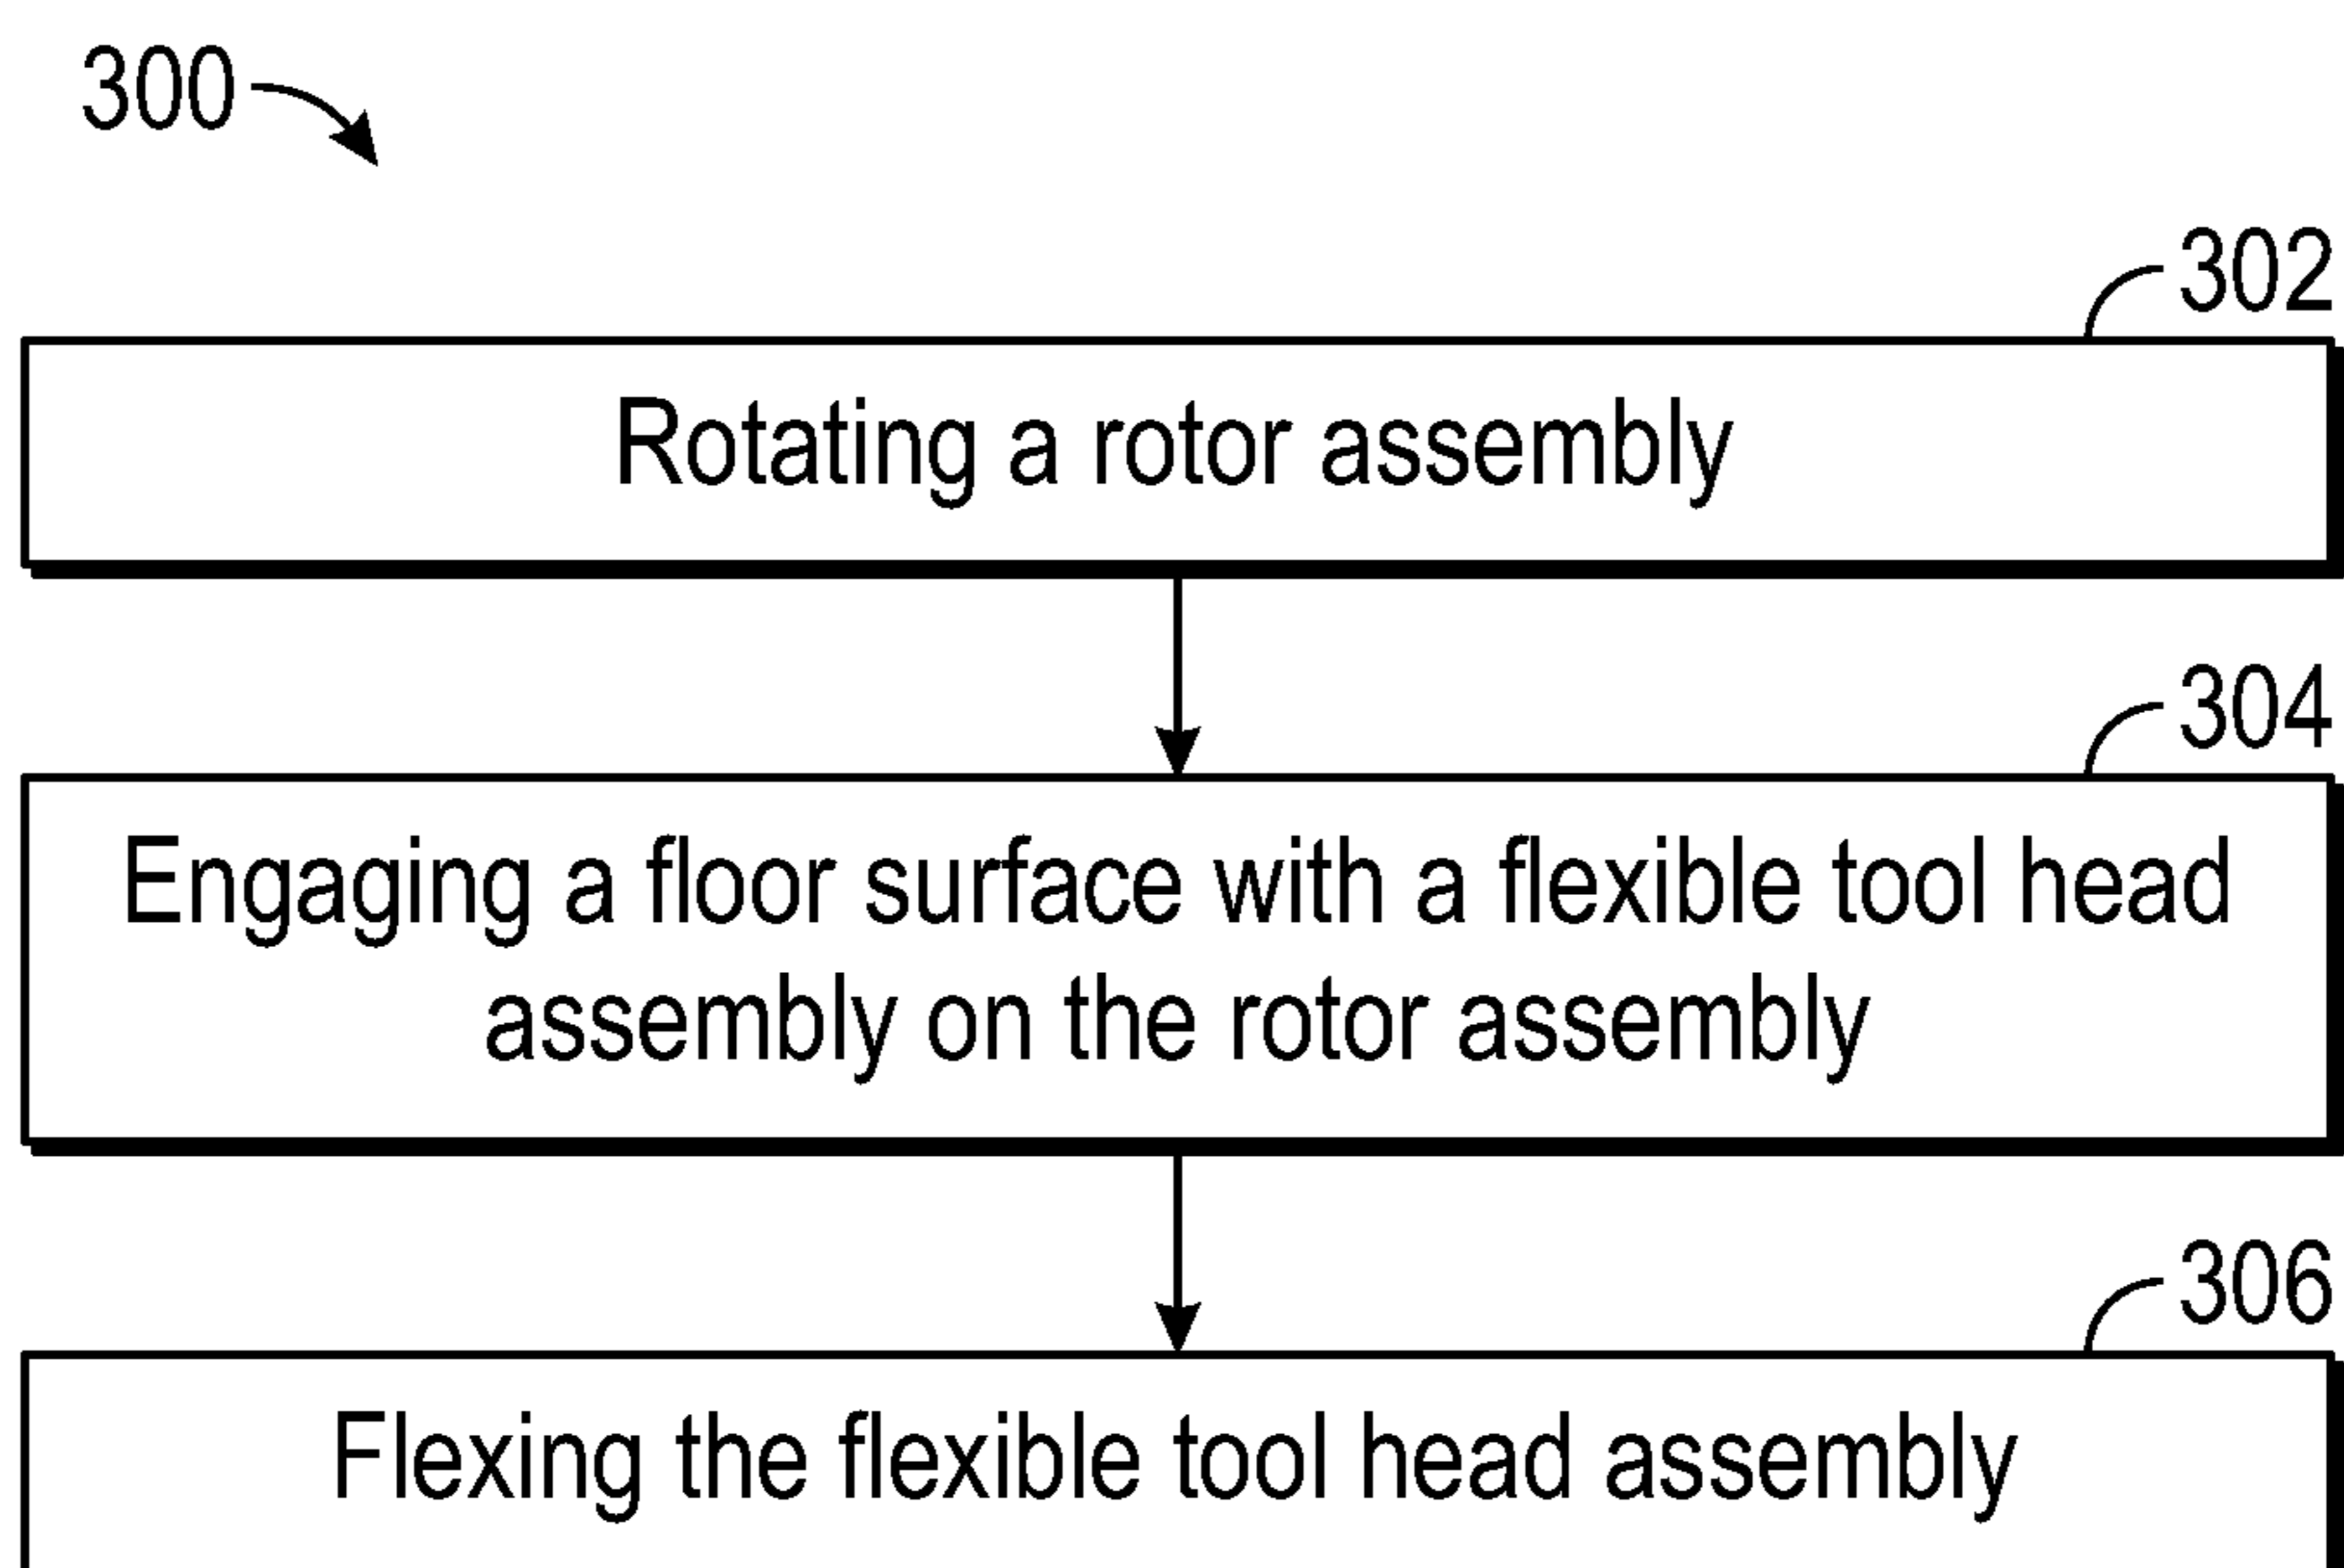 300
302
Rotating a rotor assembly
304
Engaging a floor surface with a flexible tool head
assembly on the rotor assembly
306
Flexing the flexible tool head assembly